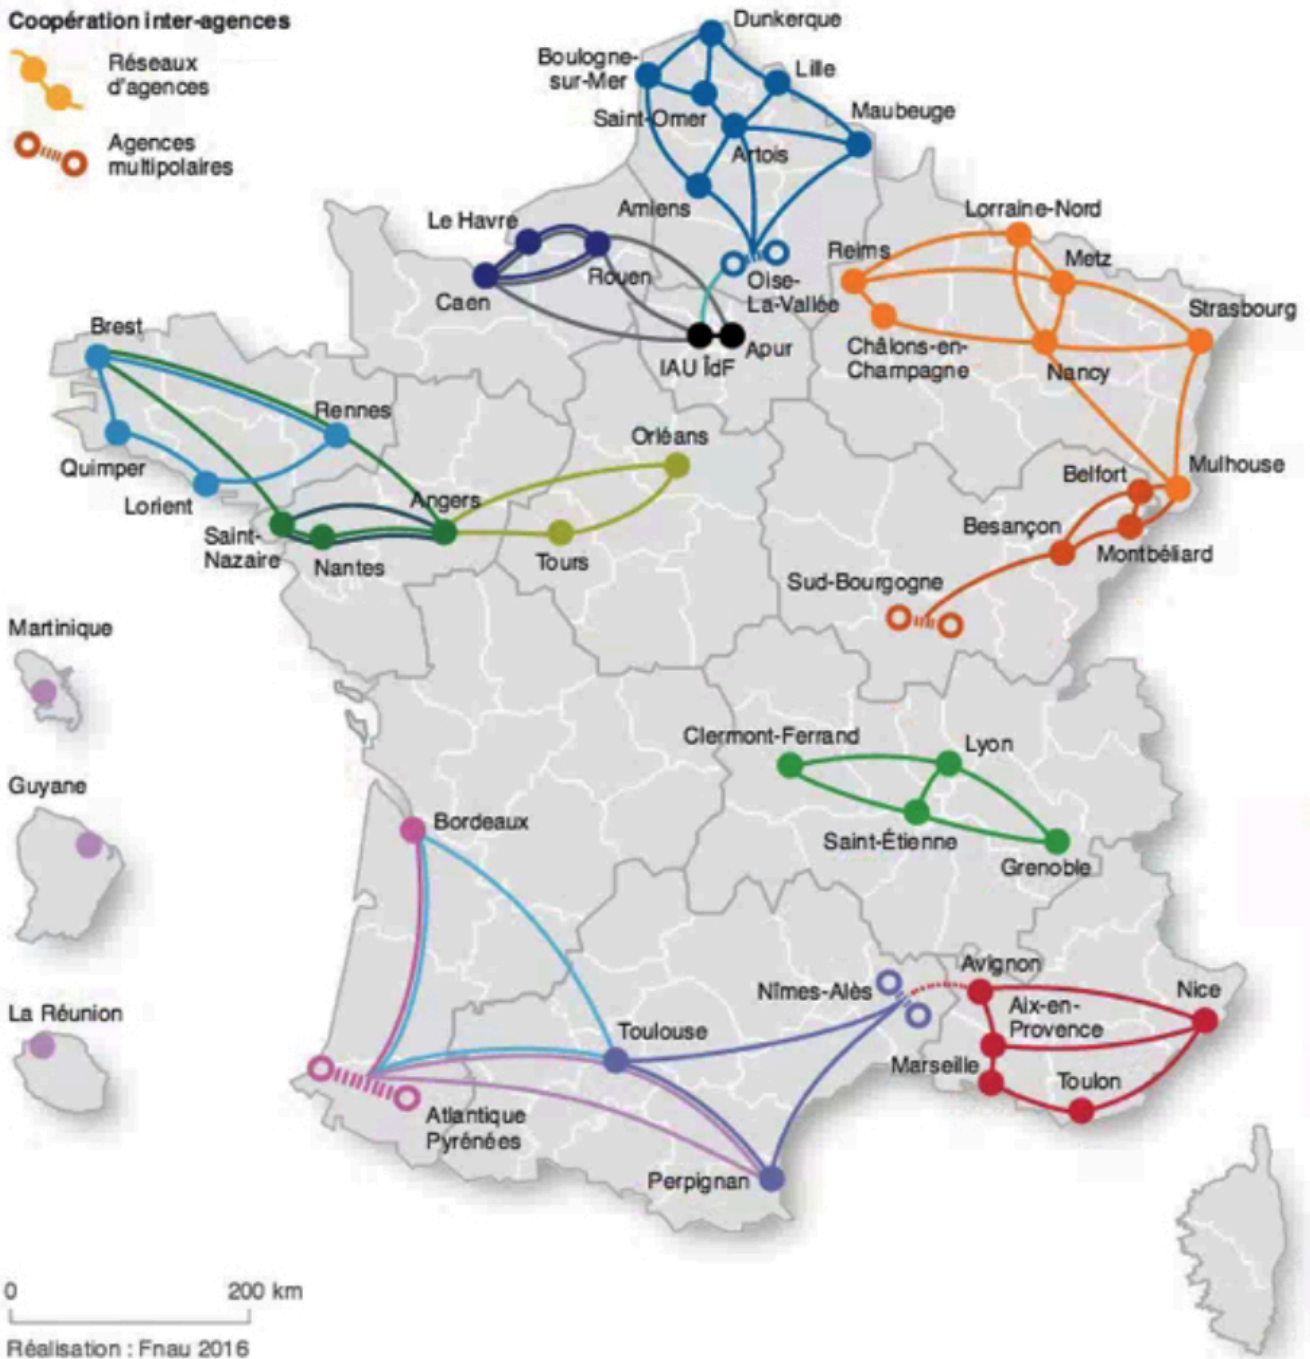 Coopération inter-agences
Réseaux
d'agences
Agences
multipolaires
Dunkerque
Boulogne-
sur-Mer
Lille
Saint-Omer
Maubeuge
Artois
Amiens
Le Havre
Rouen
Caen
Oise-
La-Vallée
IAU ÎdF
Apur
Lorraine-Nord
Reims
Metz
Strasbourg
Châlons-en-
Champagne
Nancy
Brest
Rennes
Quimper
Lorient
Orléans
Angers
Saint-
Nazaire
Nantes
Tours
Mulhouse
Belfort
Besançon
Montbéliard
Sud-Bourgogne
Martinique
Clermont-Ferrand
Lyon
Guyane
Bordeaux
Saint-Étienne
Grenoble
La Réunion
Nîmes-Alès
Avignon
Nice
Aix-en-
Provence
Toulouse
Marseille
Toulon
Atlantique
Pyrénées
Perpignan
0
200 km
Réalisation : Fnau 2016